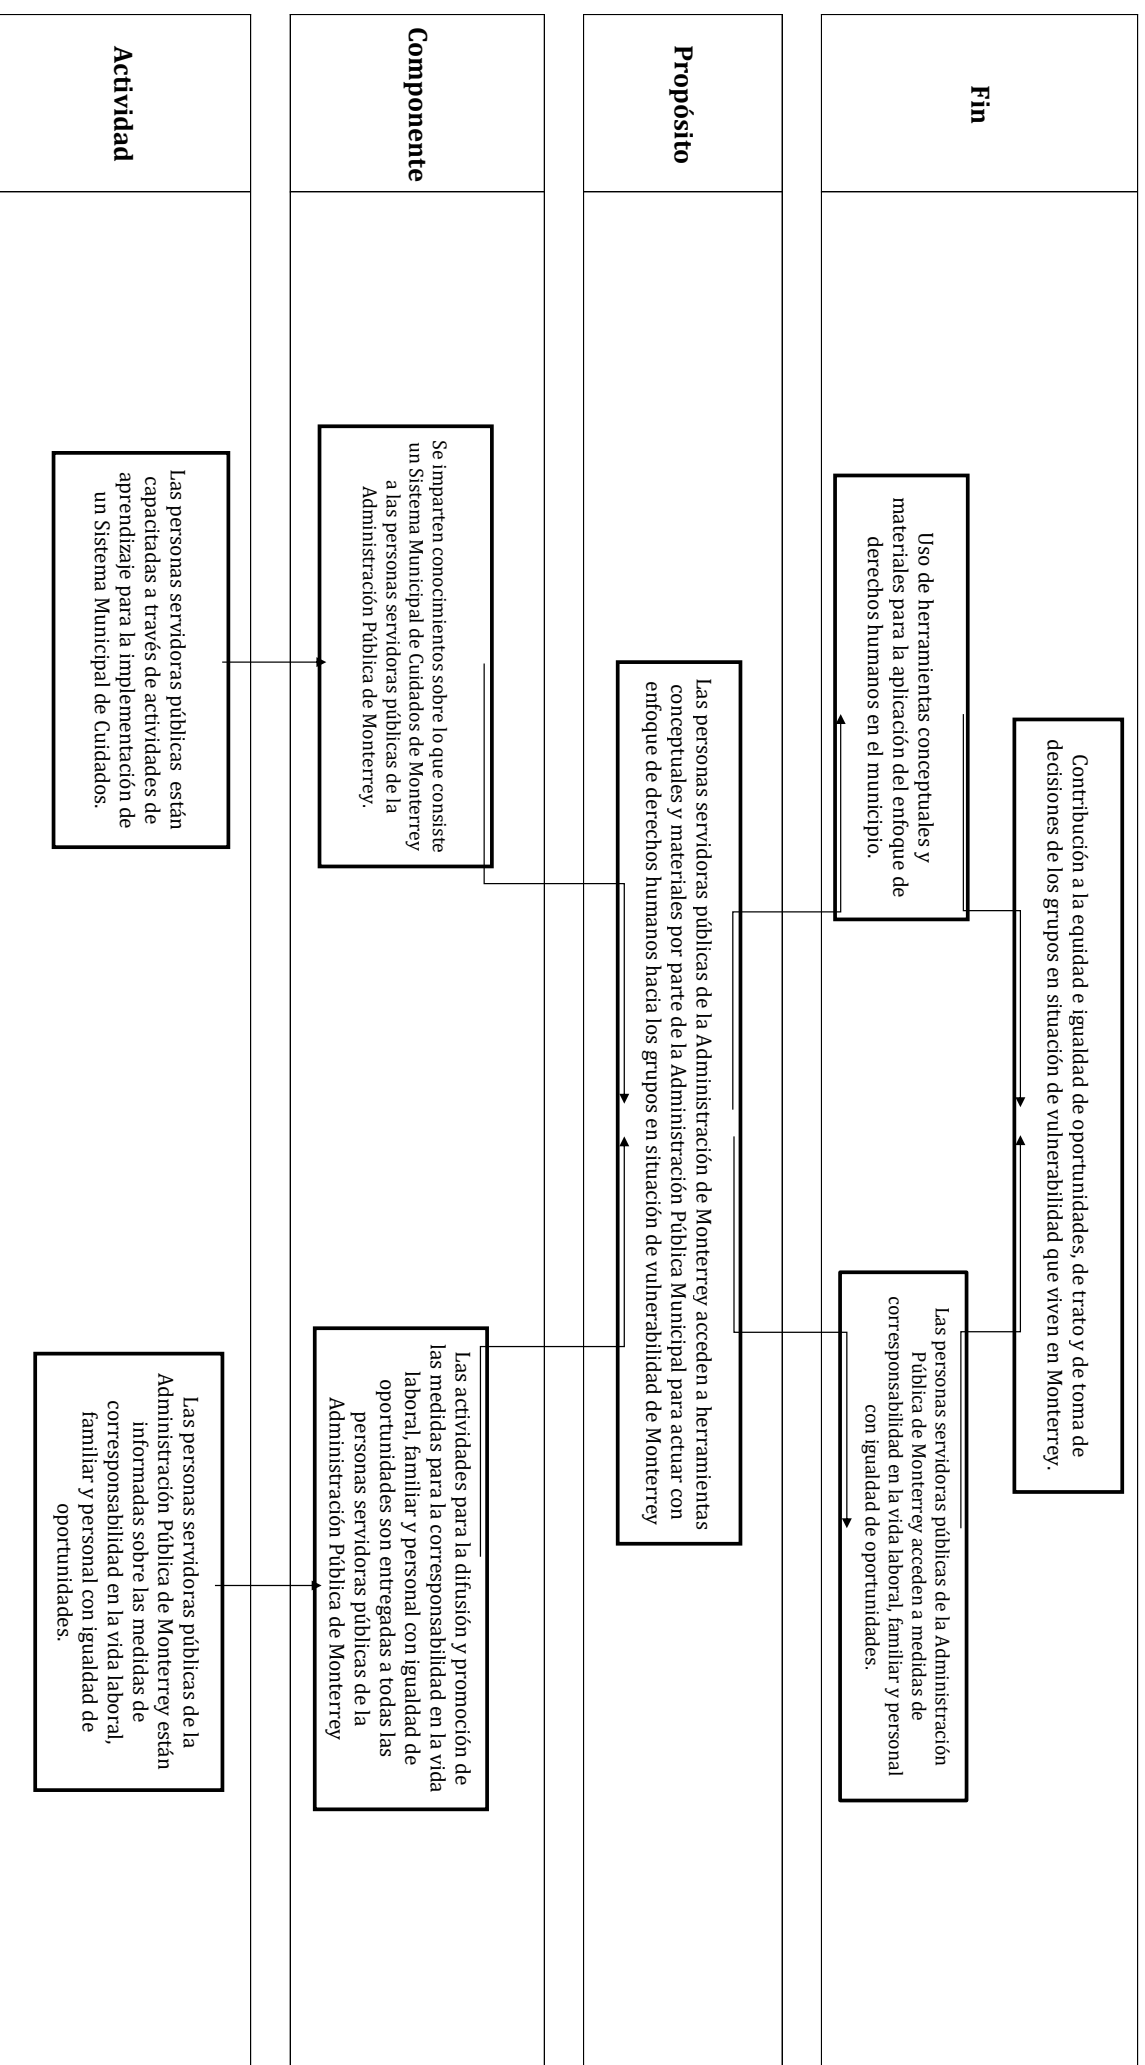 Fin
Contribución a la equidad e igualdad de oportunidades, de trato y de toma de
decisiones de los grupos en situación de vulnerabilidad que viven en Monterrey.
Uso de herramientas conceptuales y
materiales para la aplicación del enfoque de
derechos humanos en el municipio.
Las personas servidoras públicas de la Administración
Pública de Monterrey acceden a medidas de
corresponsabilidad en la vida laboral, familiar y personal
con igualdad de oportunidades.
Propósito
Las personas servidoras públicas de la Administración de Monterrey acceden a herramientas
conceptuales y materiales por parte de la Administración Pública Municipal para actuar con
enfoque de derechos humanos hacia los grupos en situación de vulnerabilidad de Monterrey
Componente
Se imparten conocimientos sobre lo que consiste
un Sistema Municipal de Cuidados de Monterrey
a las personas servidoras públicas de la
Administración Pública de Monterrey.
Las actividades para la difusión y promoción de
las medidas para la corresponsabilidad en la vida
laboral, familiar y personal con igualdad de
oportunidades son entregadas a todas las
personas servidoras públicas de la
Administración Pública de Monterrey
Actividad
Las personas servidoras públicas están
capacitadas a través de actividades de
aprendizaje para la implementación de
un Sistema Municipal de Cuidados.
Las personas servidoras públicas de la
Administración Pública de Monterrey están
informadas sobre las medidas de
corresponsabilidad en la vida laboral,
familiar y personal con igualdad de
oportunidades.